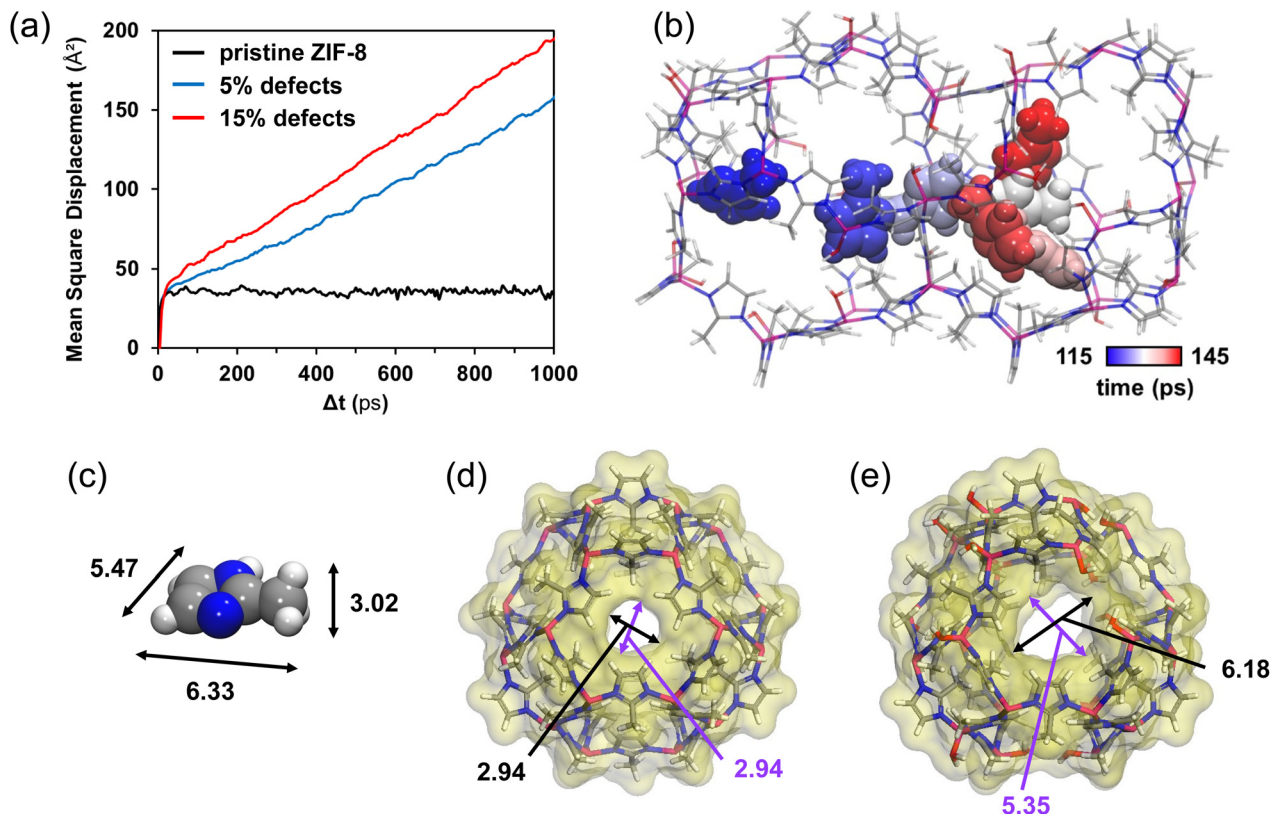 (a)
Mean Square Displacement (Å²)
200
150
100
50
0
pristine ZIF-8
5% defects
15% defects
0
200
400
600
800
1000
Δt (ps)
(b)
115
145
time (ps)
(c)
5.47
3.02
6.33
(d)
2.94
2.94
(e)
6.18
5.35